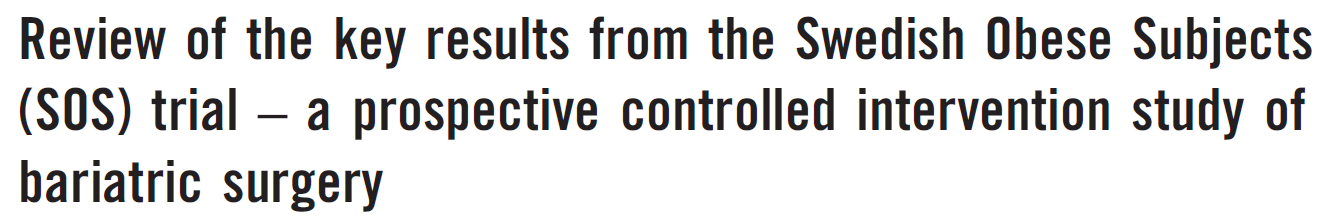 Review of the key results from the Swedish Obese Subjects
(SOS) trial – a prospective controlled intervention study of
bariatric surgery